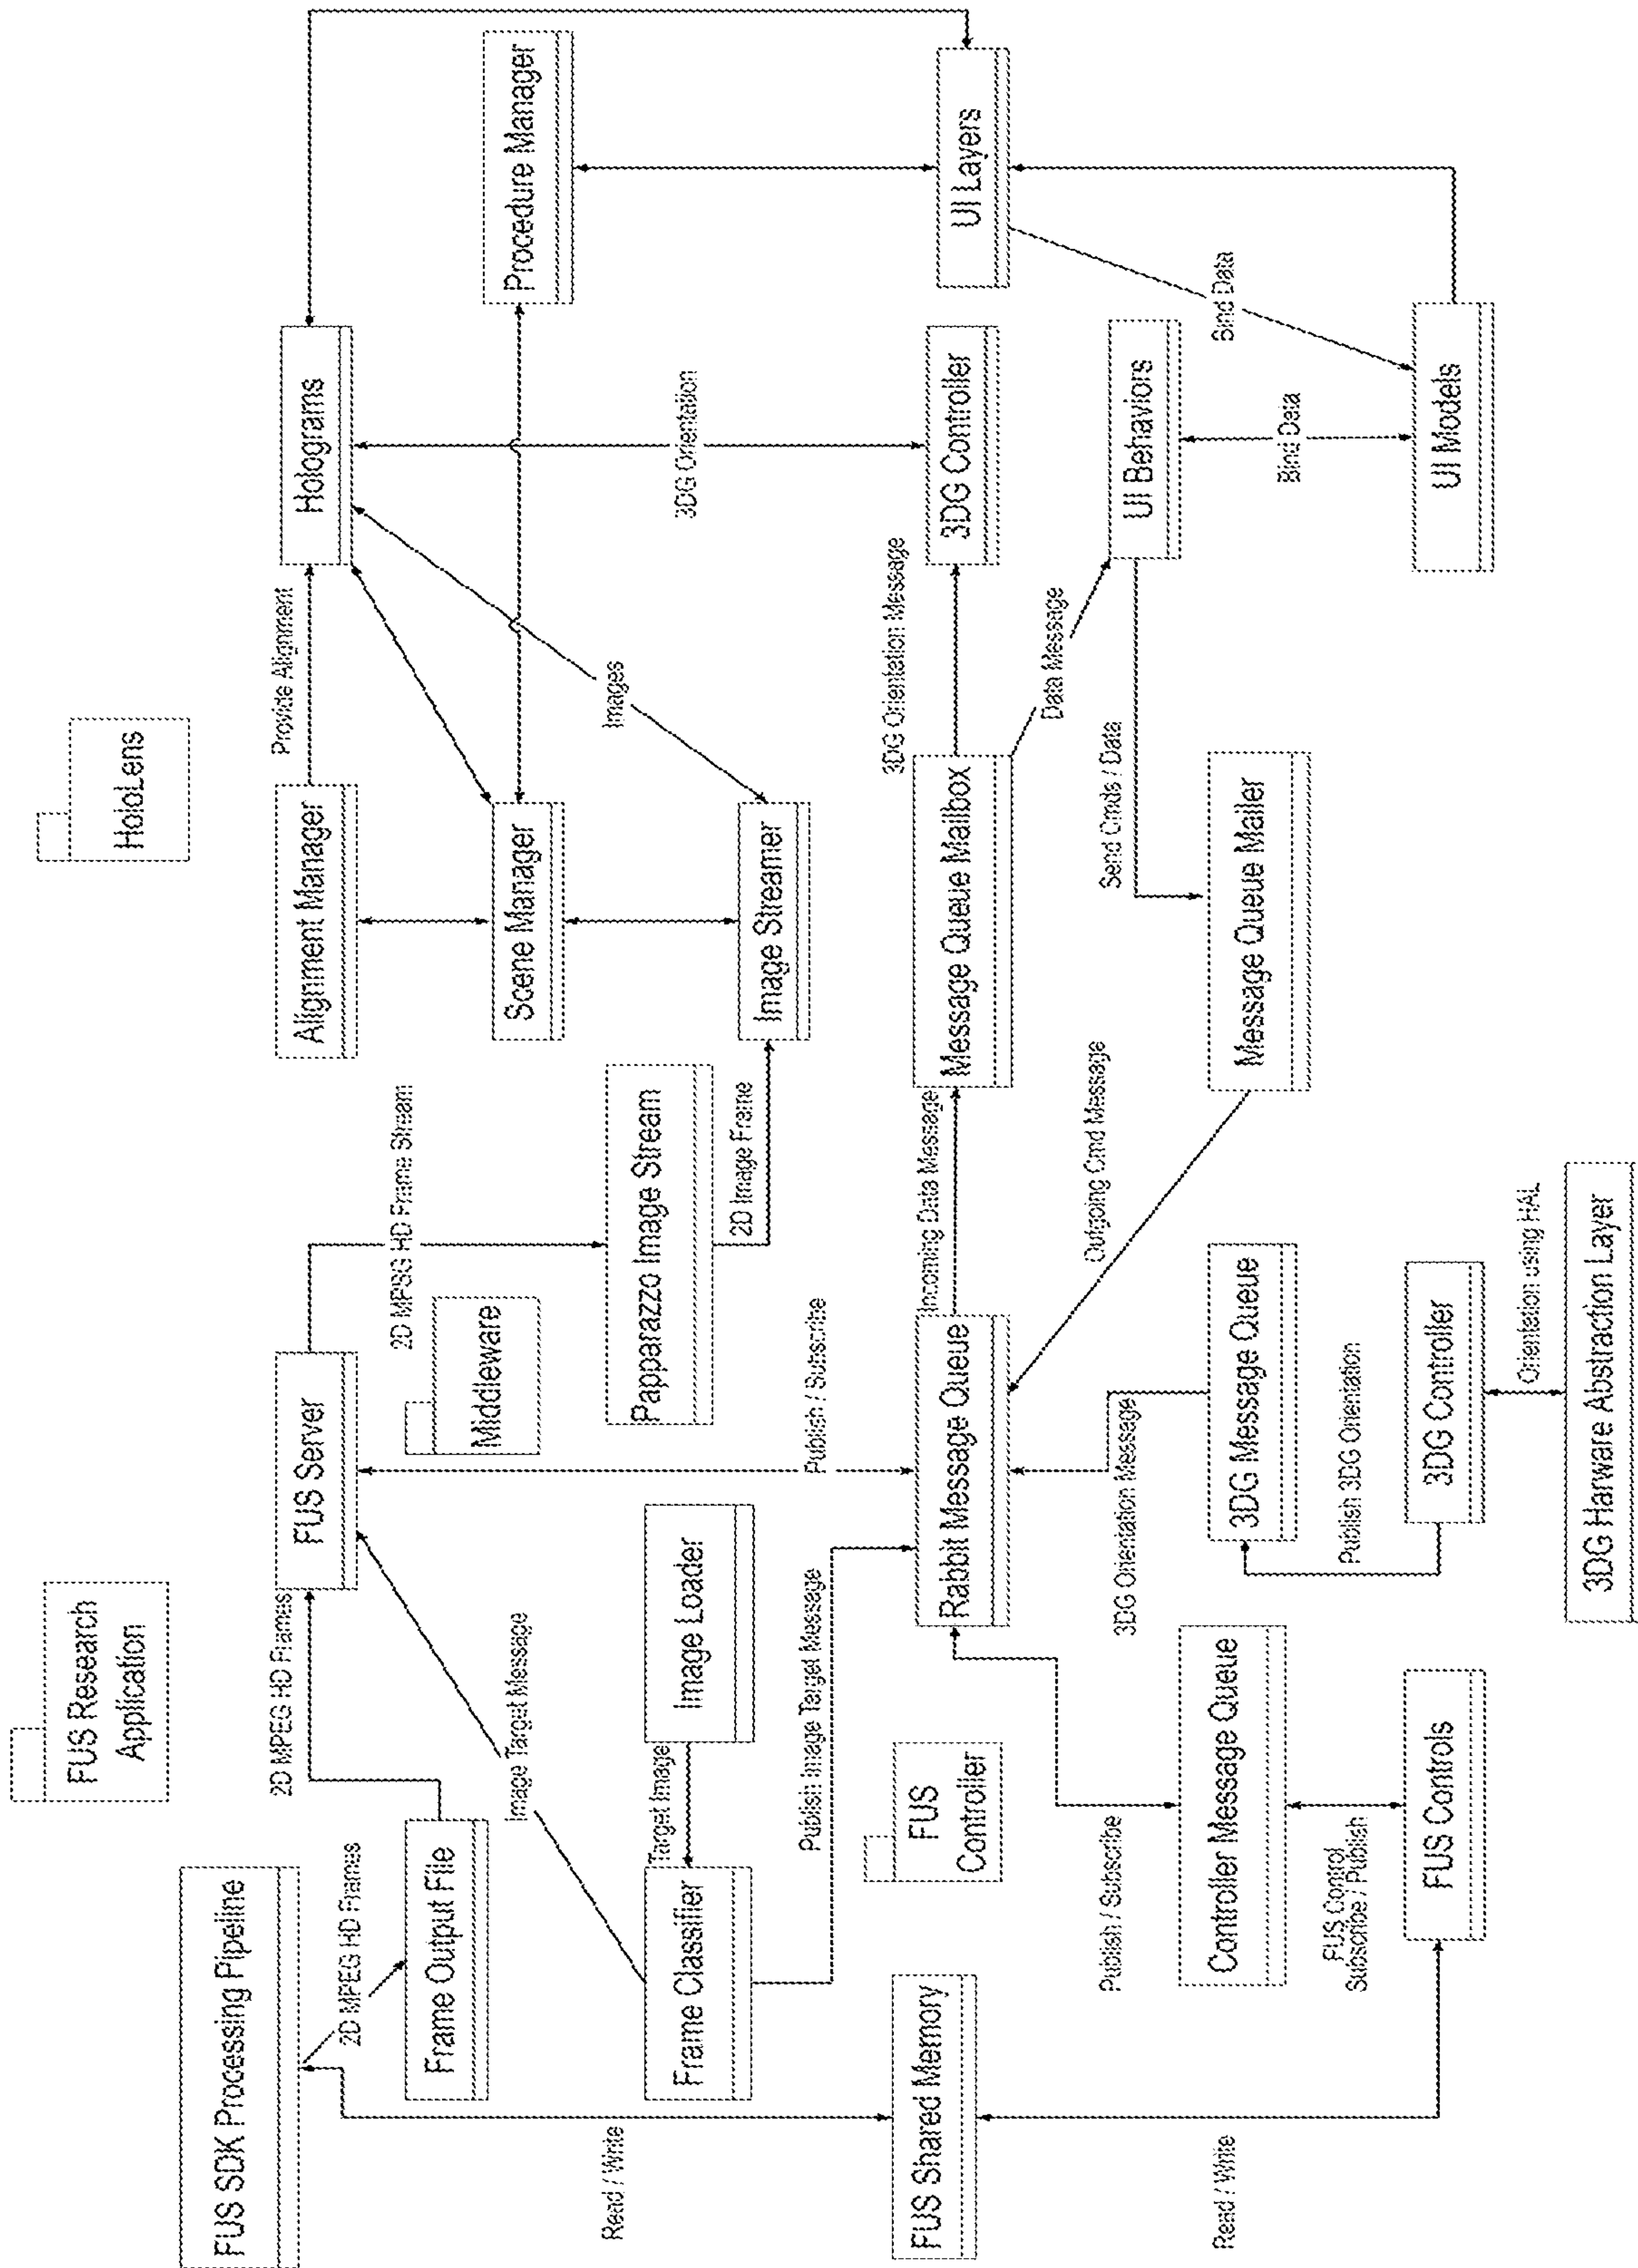 FUS Research
Application
HoloLens
FUS SDK Processing Pipeline
2D MPEG HD Frames
Frame Output File
2D MPEG HD Frames
FUS Server
2D MPEG HD Frame Stream
Alignment Manager
Provide Alignment
Holograms
Middleware
Scene Manager
Procedure Manager
Image Target Message
Papparazzo Image Stream
Images
Read / Write
Frame Classifier
Target Image
Image Loader
2D Image Frame
Image Streamer
3DG Orientation
Publish Image Target Message
Publish / Subscribe
FUS
Controller
FUS Shared Memory
Rabbit Message Queue
Incoming Data Message
Message Queue Mailbox
3DG Orientation Message
3DG Controller
UI Layers
Data Message
Outgoing Cmd Message
Send Cmds / Data
UI Behaviors
Bind Data
Publish / Subscribe
3DG Orientation Message
Controller Message Queue
3DG Message Queue
Message Queue Mailer
Read / Write
FUS Control
Subscribe / Publish
Publish 3DG Orientation
Bind Data
FUS Controls
3DG Controller
UI Models
Orientation using HAL
3DG Harware Abstraction Layer